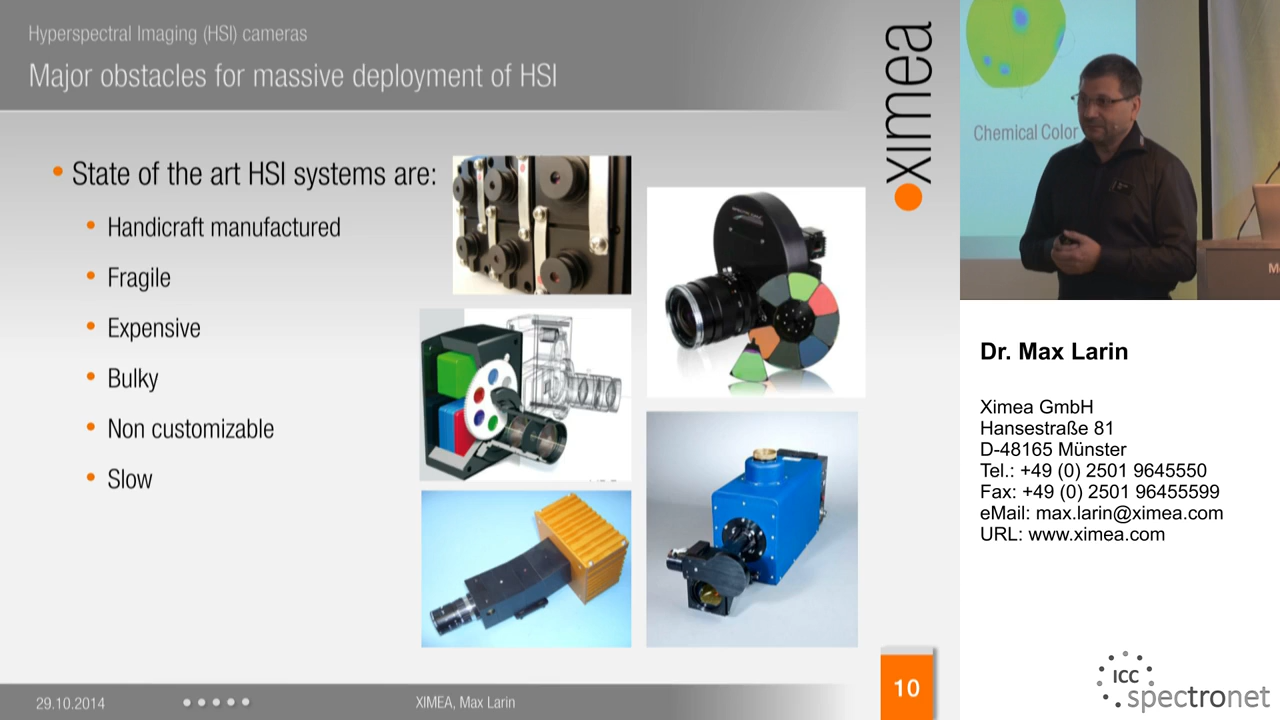 Hyperspectral Imaging (HSI) cameras
Major obstacles for massive deployment of HSI
ximea
State of the art HSI systems are:
Handicraft manufactured
Fragile
Expensive
Bulky
Non customizable
Slow
29.10.2014
XIMEA, Max Larin
10
Chemical Color
Dr. Max Larin
Ximea GmbH
Hansestraße 81
D-48165 Münster
Tel.: +49 (0) 2501 9645550
Fax: +49 (0) 2501 96455599
eMail: max.larin@ximea.com
URL: www.ximea.com
ICC
spectronet